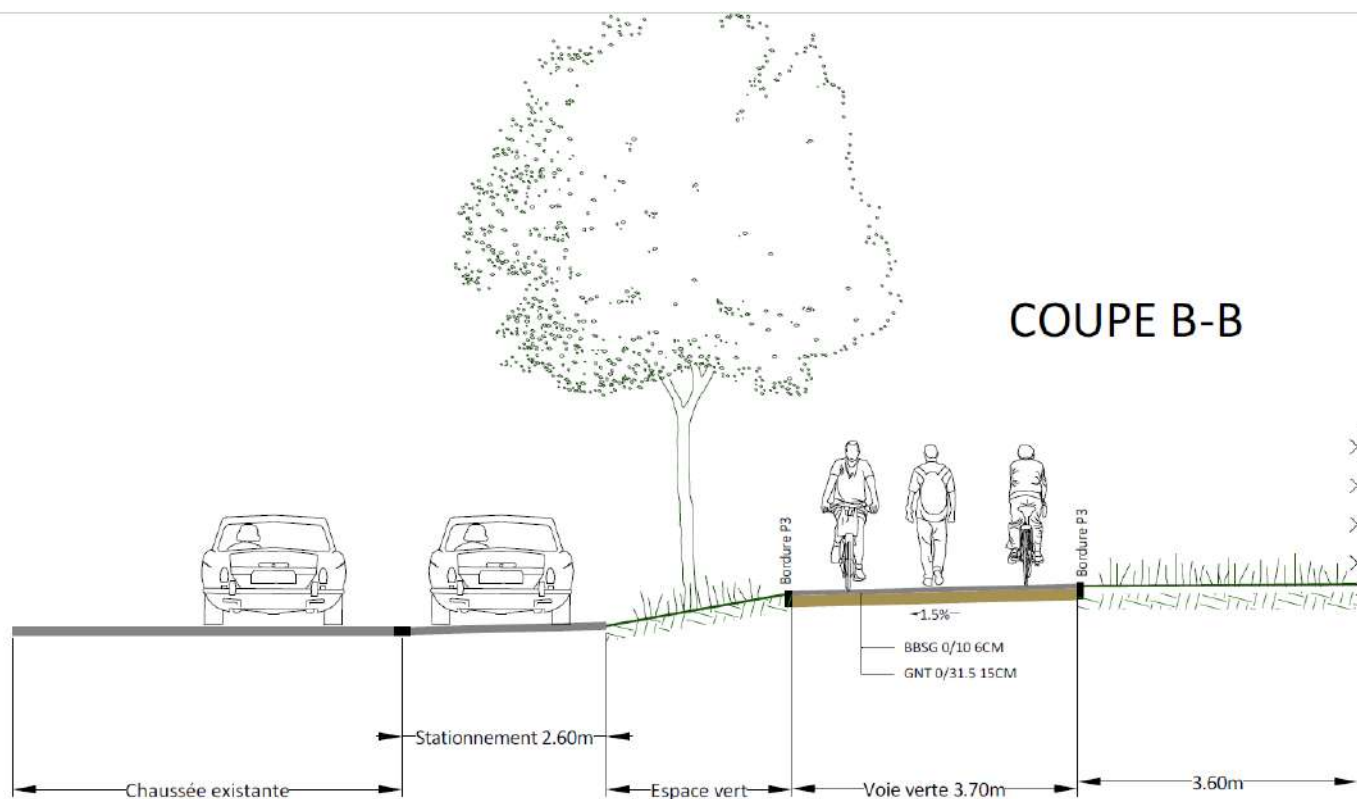 COUPE B-B
Bordure P3
Bordure P3
1.5%
BBSG 0/10 6CM
GNT 0/31.5 15CM
Stationnement 2.60m
Chaussée existante
Espace vert
Voie verte 3.70m
3.60m